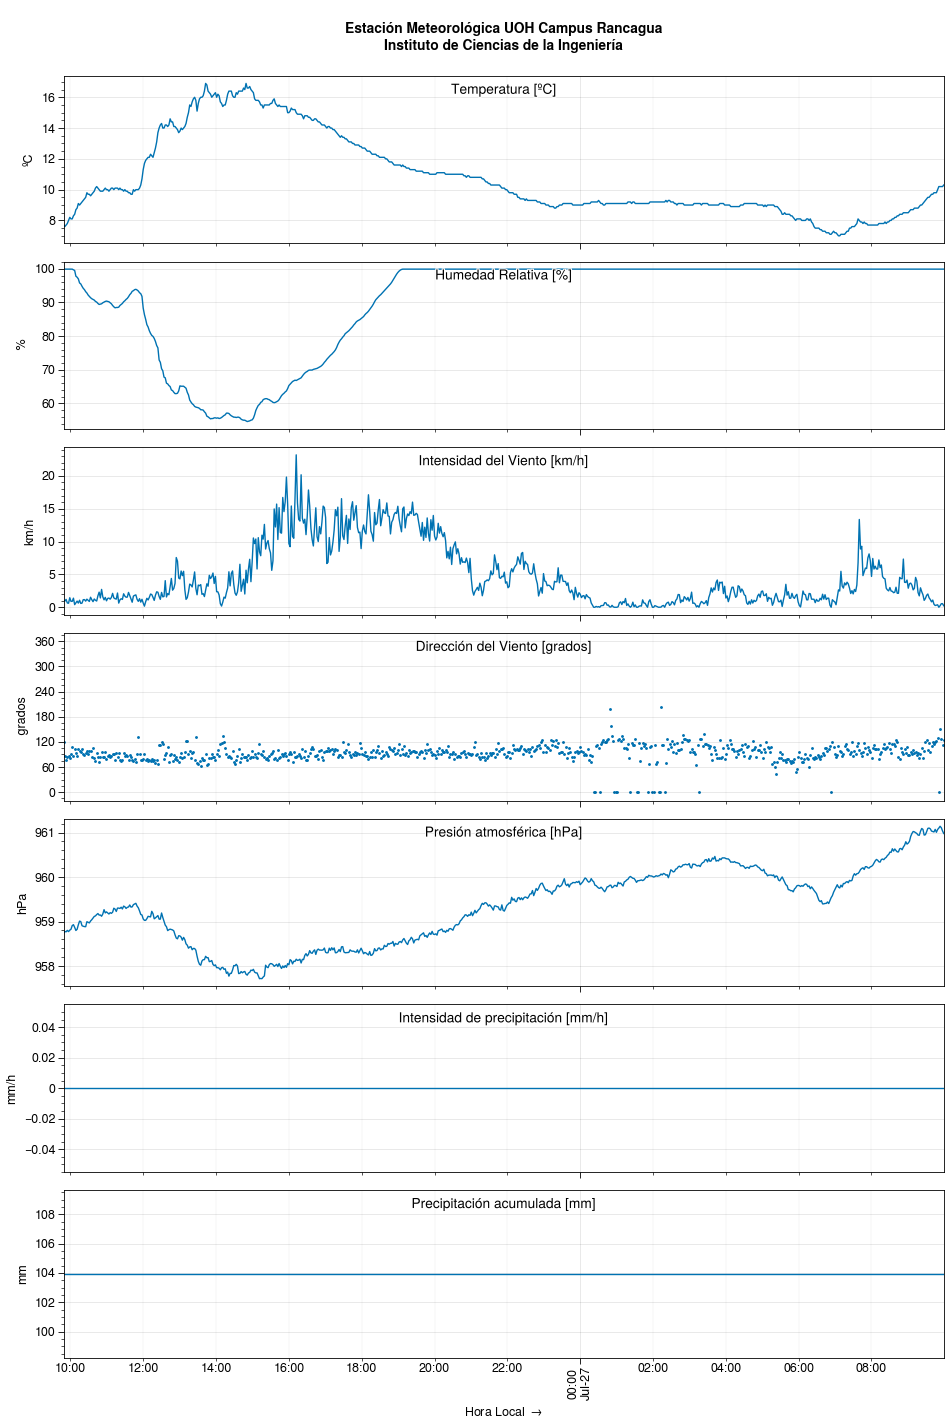 Estación Meteorológica UOH Campus Rancagua
Instituto de Ciencias de la Ingeniería
Temperatura [ºC]
ºC
16
14
12
10
8
Humedad Relativa [%]
%
100
90
80
70
60
Intensidad del Viento [km/h]
km/h
20
15
10
5
0
Dirección del Viento [grados]
grados
360
300
240
180
120
60
0
Presión atmosférica [hPa]
hPa
961
960
959
958
Intensidad de precipitación [mm/h]
mm/h
0.04
0.02
0
−0.02
−0.04
Precipitación acumulada [mm]
mm
108
106
104
102
100
10:00 12:00 14:00 16:00 18:00 20:00 22:00 00:00 02:00 04:00 06:00 08:00
Jul-27
Hora Local →